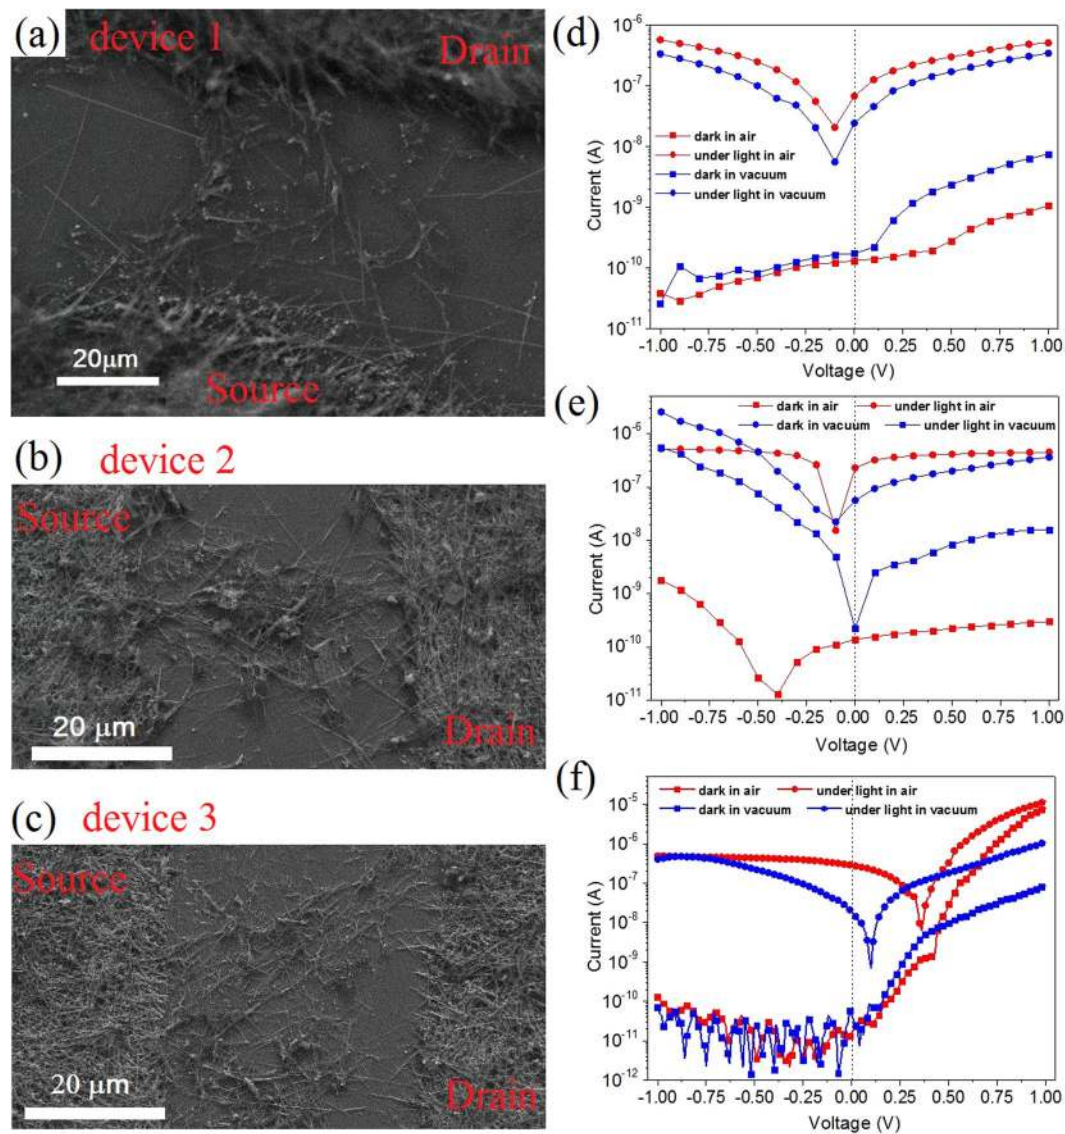 (a) device 1
Drain
20μm
Source
(b) device 2
Source
20 μm
Drain
(c) device 3
Source
20 μm
Drain
(d)
10⁻⁶
10⁻⁷
10⁻⁸
10⁻⁹
10⁻¹⁰
10⁻¹¹
Current (A)
dark in air
under light in air
dark in vacuum
under light in vacuum
-1.00 -0.75 -0.50 -0.25 0.00 0.25 0.50 0.75 1.00
Voltage (V)
(e)
10⁻⁶
10⁻⁷
10⁻⁸
10⁻⁹
10⁻¹⁰
10⁻¹¹
Current (A)
dark in air under light in air
dark in vacuum under light in vacuum
-1.00 -0.75 -0.50 -0.25 0.00 0.25 0.50 0.75 1.00
Voltage (V)
(f)
10⁻⁵
10⁻⁶
10⁻⁷
10⁻⁸
10⁻⁹
10⁻¹⁰
10⁻¹¹
10⁻¹²
Current (A)
dark in air under light in air
dark in vacuum under light in vacuum
-1.00 -0.75 -0.50 -0.25 0.00 0.25 0.50 0.75 1.00
Voltage (V)